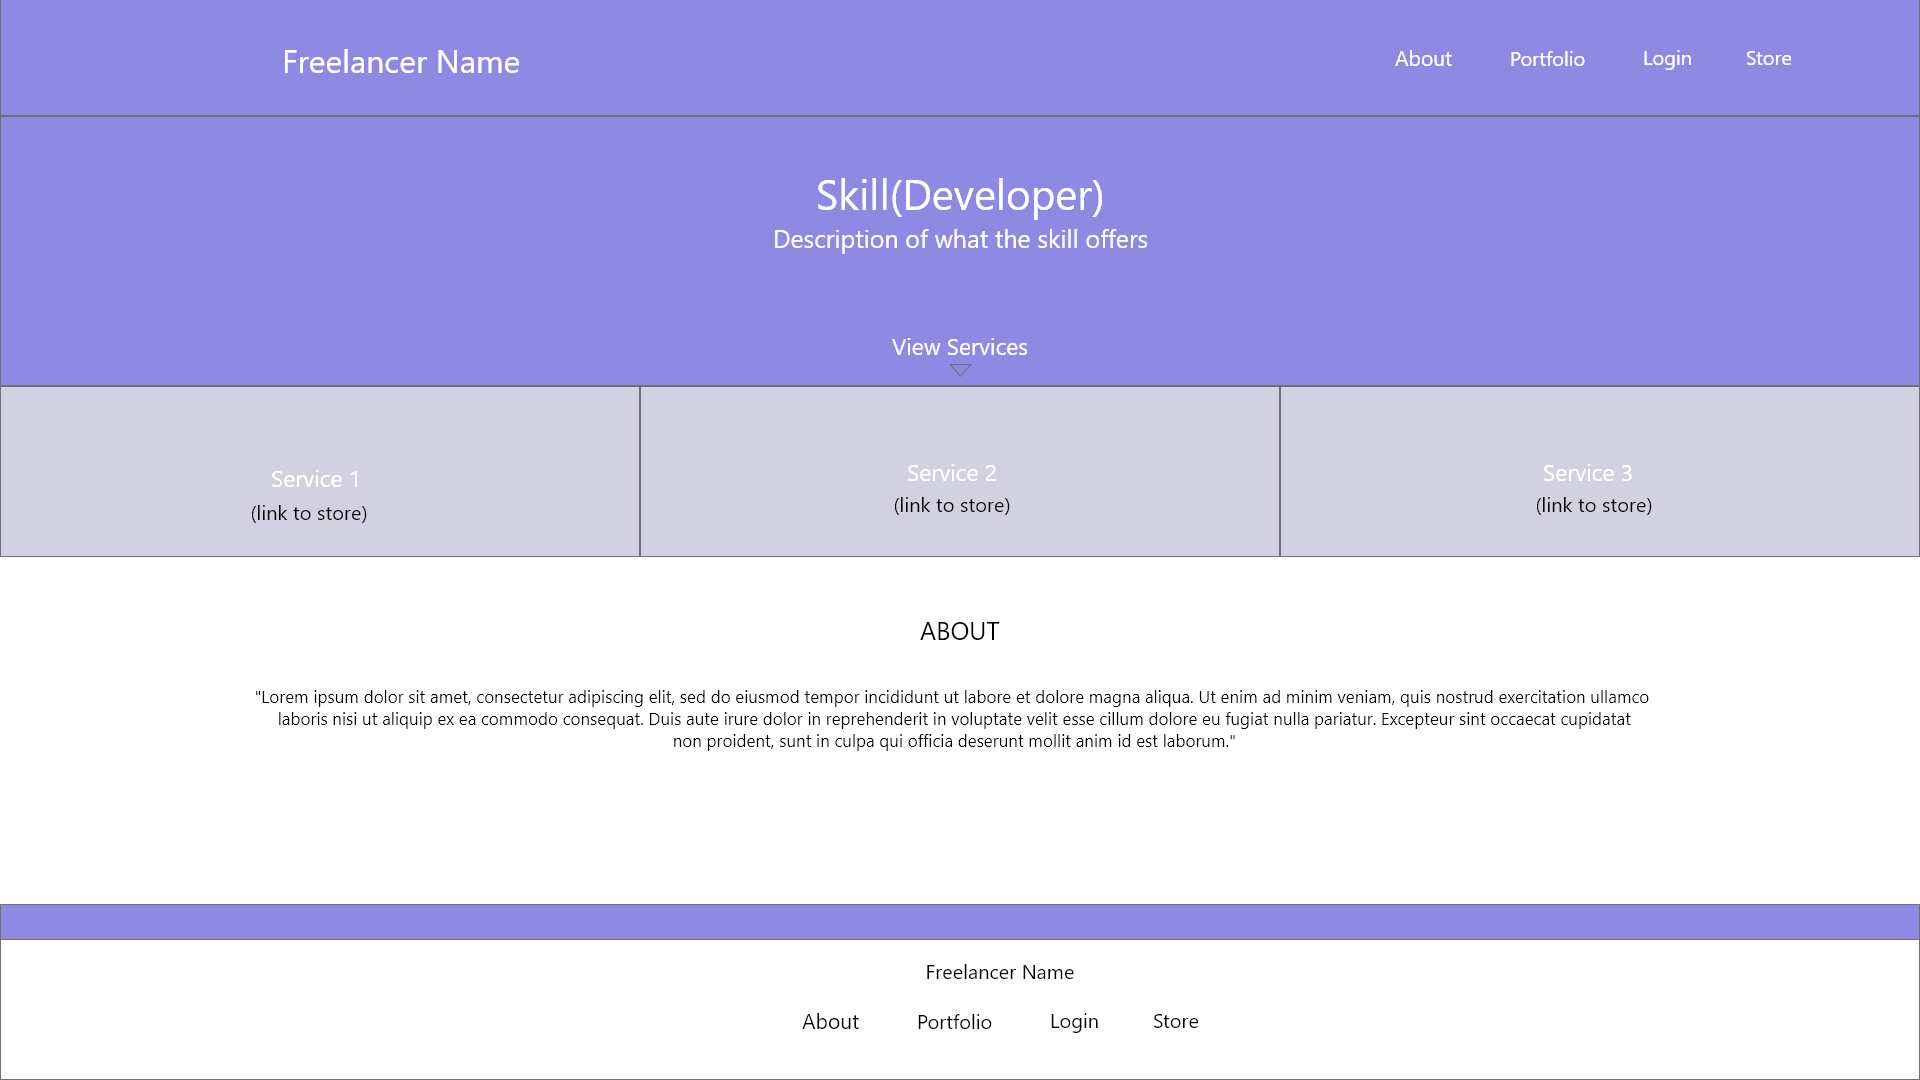 Freelancer Name
About Portfolio Login Store
Skill(Developer)
Description of what the skill offers
View Services
Service 1
(link to store)
Service 2
(link to store)
Service 3
(link to store)
ABOUT
"Lorem ipsum dolor sit amet, consectetur adipiscing elit, sed do eiusmod tempor incididunt ut labore et dolore magna aliqua. Ut enim ad minim veniam, quis nostrud exercitation ullamco
laboris nisi ut aliquip ex ea commodo consequat. Duis aute irure dolor in reprehenderit in voluptate velit esse cillum dolore eu fugiat nulla pariatur. Excepteur sint occaecat cupidatat
non proident, sunt in culpa qui officia deserunt mollit anim id est laborum."
Freelancer Name
About Portfolio Login Store